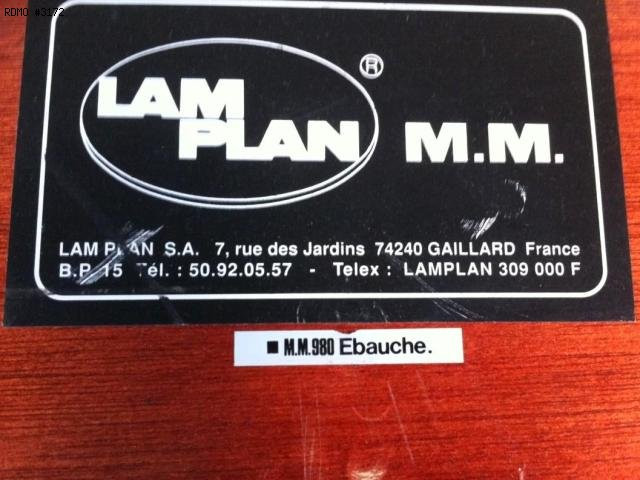 RDMO #3172
LAM PLAN ® M.M.
LAM PLAN S.A. 7, rue des Jardins 74240 GAILLARD France
B.P. 15 Tél. : 50.92.05.57 - Telex : LAMPLAN 309 000 F
■ M.M.980 Ebauche.